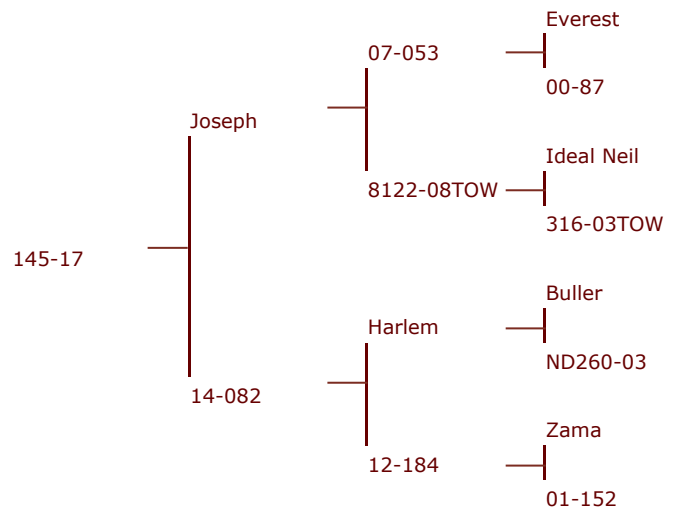 Everest
07-053
00-87
Joseph
Ideal Neil
8122-08TOW
316-03TOW
145-17
Buller
Harlem
ND260-03
14-082
Zama
12-184
01-152